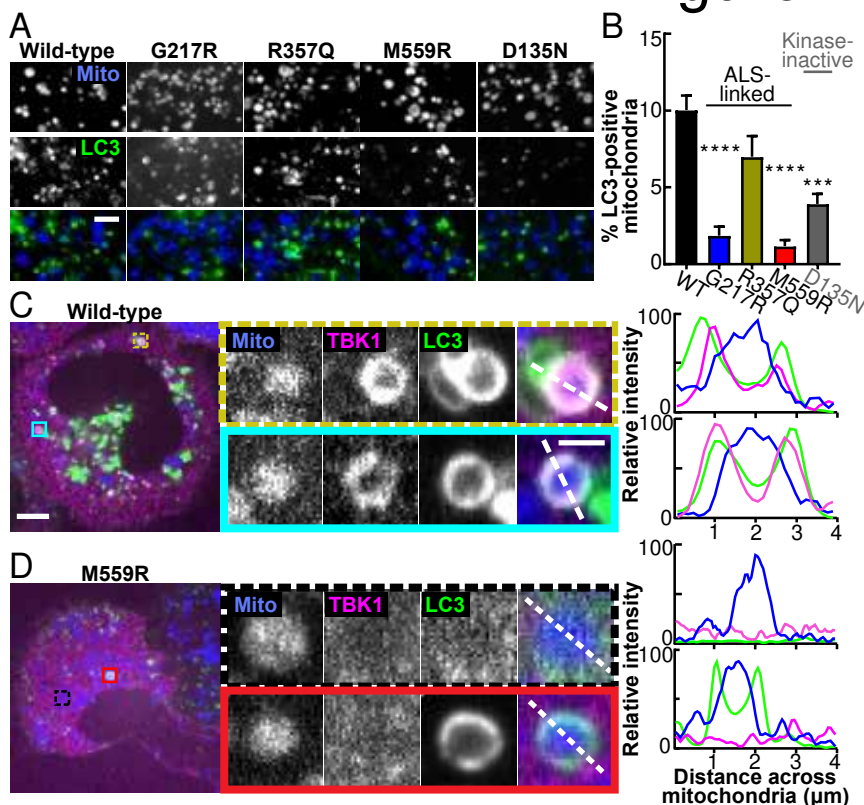 A
Wild-type G217R R357Q M559R D135N
Mito
LC3
B
15
10
5
0
% LC3-positive
mitochondria
Kinase-
inactive
ALS-
linked
**** **** ***
WT G217R R357Q M559R D135N
C
Wild-type
Mito TBK1 LC3
100
0
100
0
Relative intensity
1 2 3 4
D
M559R
Mito TBK1 LC3
100
0
100
0
Relative intensity
1 2 3 4
Distance across
mitochondria (μm)